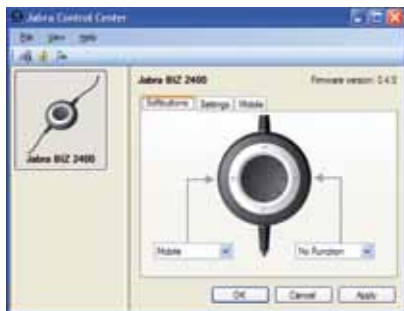 Jabra Control Center
File View Help
Jabra BIZ 2400
Firmware version: 0.4.0
Softbuttons Settings Mobile
Jabra BIZ 2400
Mobile
No Function
OK Cancel Apply